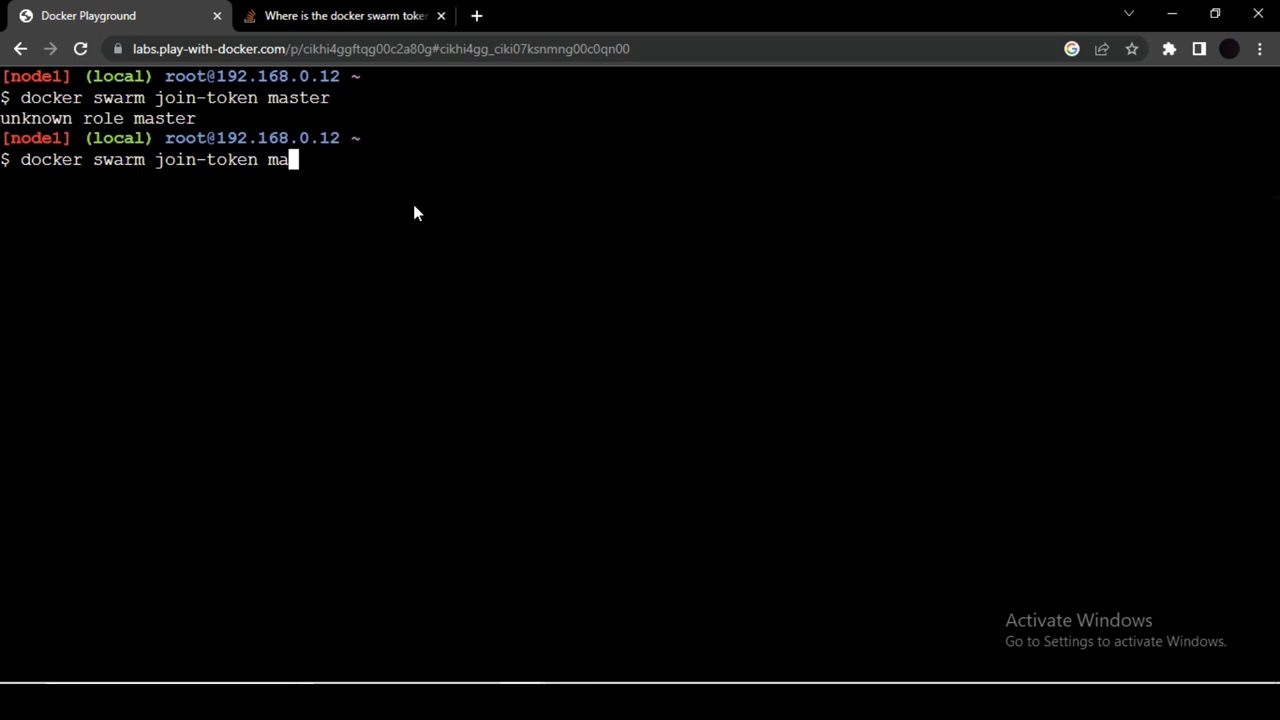 Docker Playground
Where is the docker swarm toke
labs.play-with-docker.com/p/cikhi4ggftqg00c2a80g#cikhi4gg_ciki07ksnmng00c0qn00
[node1] (local) root@192.168.0.12 ~
$ docker swarm join-token master
unknown role master
[node1] (local) root@192.168.0.12 ~
$ docker swarm join-token ma
Activate Windows
Go to Settings to activate Windows.